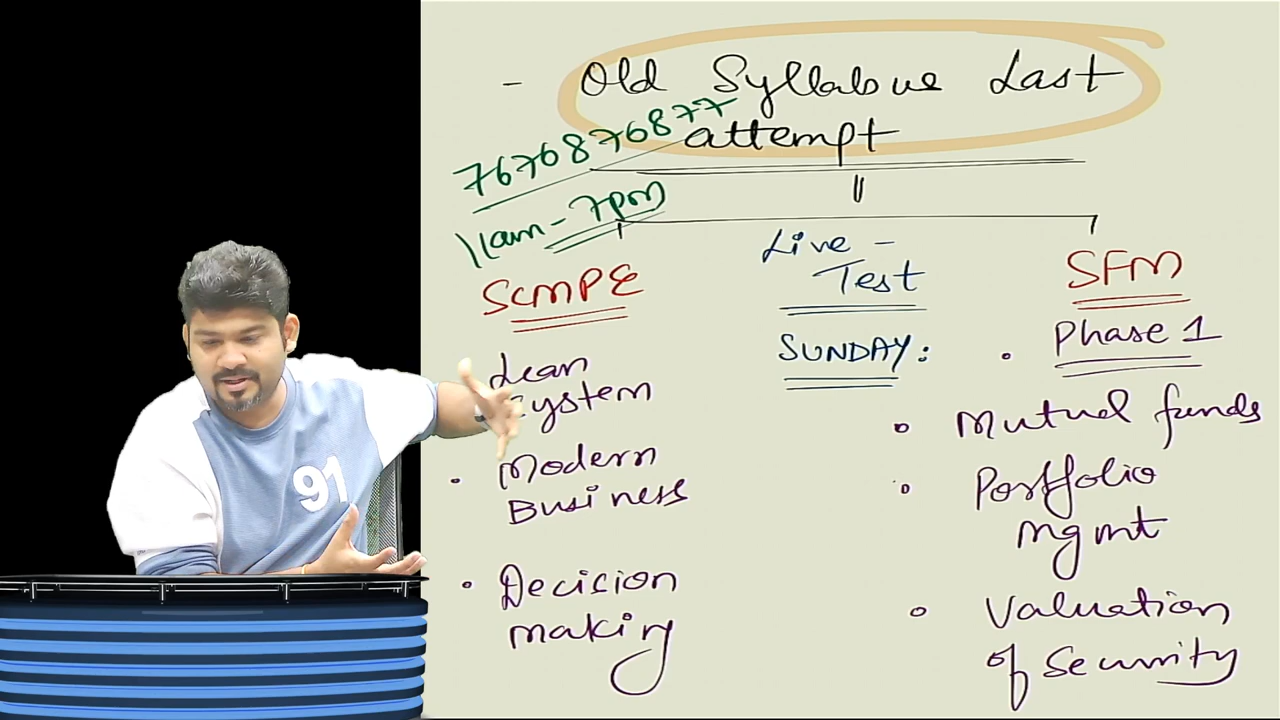 - Old Syllabus Last
attempt
7676876877
11am - 7pm
SCMPE
Lean
System
• Modern
Business
• Decision
making
Live -
Test
SUNDAY:
SFM
• Phase 1
• Mutual funds
• Portfolio
mgmt
• Valuation
of Security
91